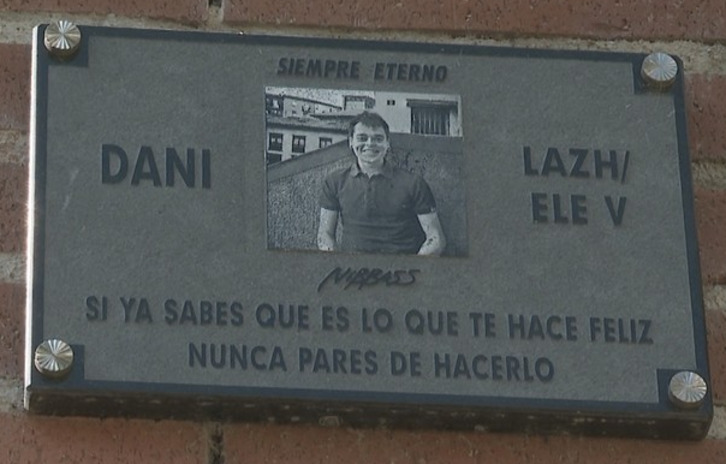 SIEMPRE ETERNO
DANI
LAZH/
ELE V
SI YA SABES QUE ES LO QUE TE HACE FELIZ
NUNCA PARES DE HACERLO